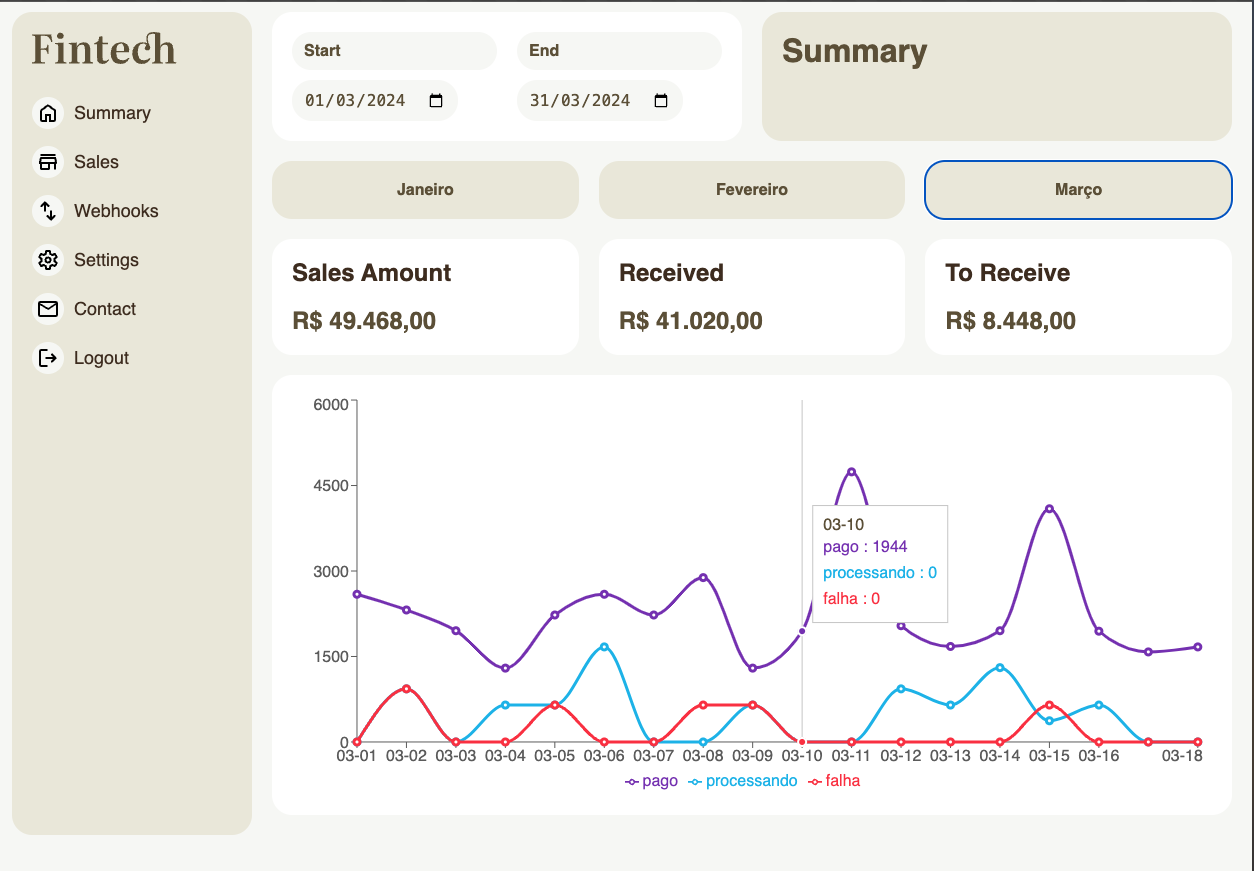 Fintech
Summary
Sales
Webhooks
Settings
Contact
Logout
Start
End
01/03/2024
31/03/2024
Summary
Janeiro
Fevereiro
Março
Sales Amount
R$ 49.468,00
Received
R$ 41.020,00
To Receive
R$ 8.448,00
6000
4500
3000
1500
0
03-10
pago : 1944
processando : 0
falha : 0
03-01 03-02 03-03 03-04 03-05 03-06 03-07 03-08 03-09 03-10 03-11 03-12 03-13 03-14 03-15 03-16 03-18
pago processando falha